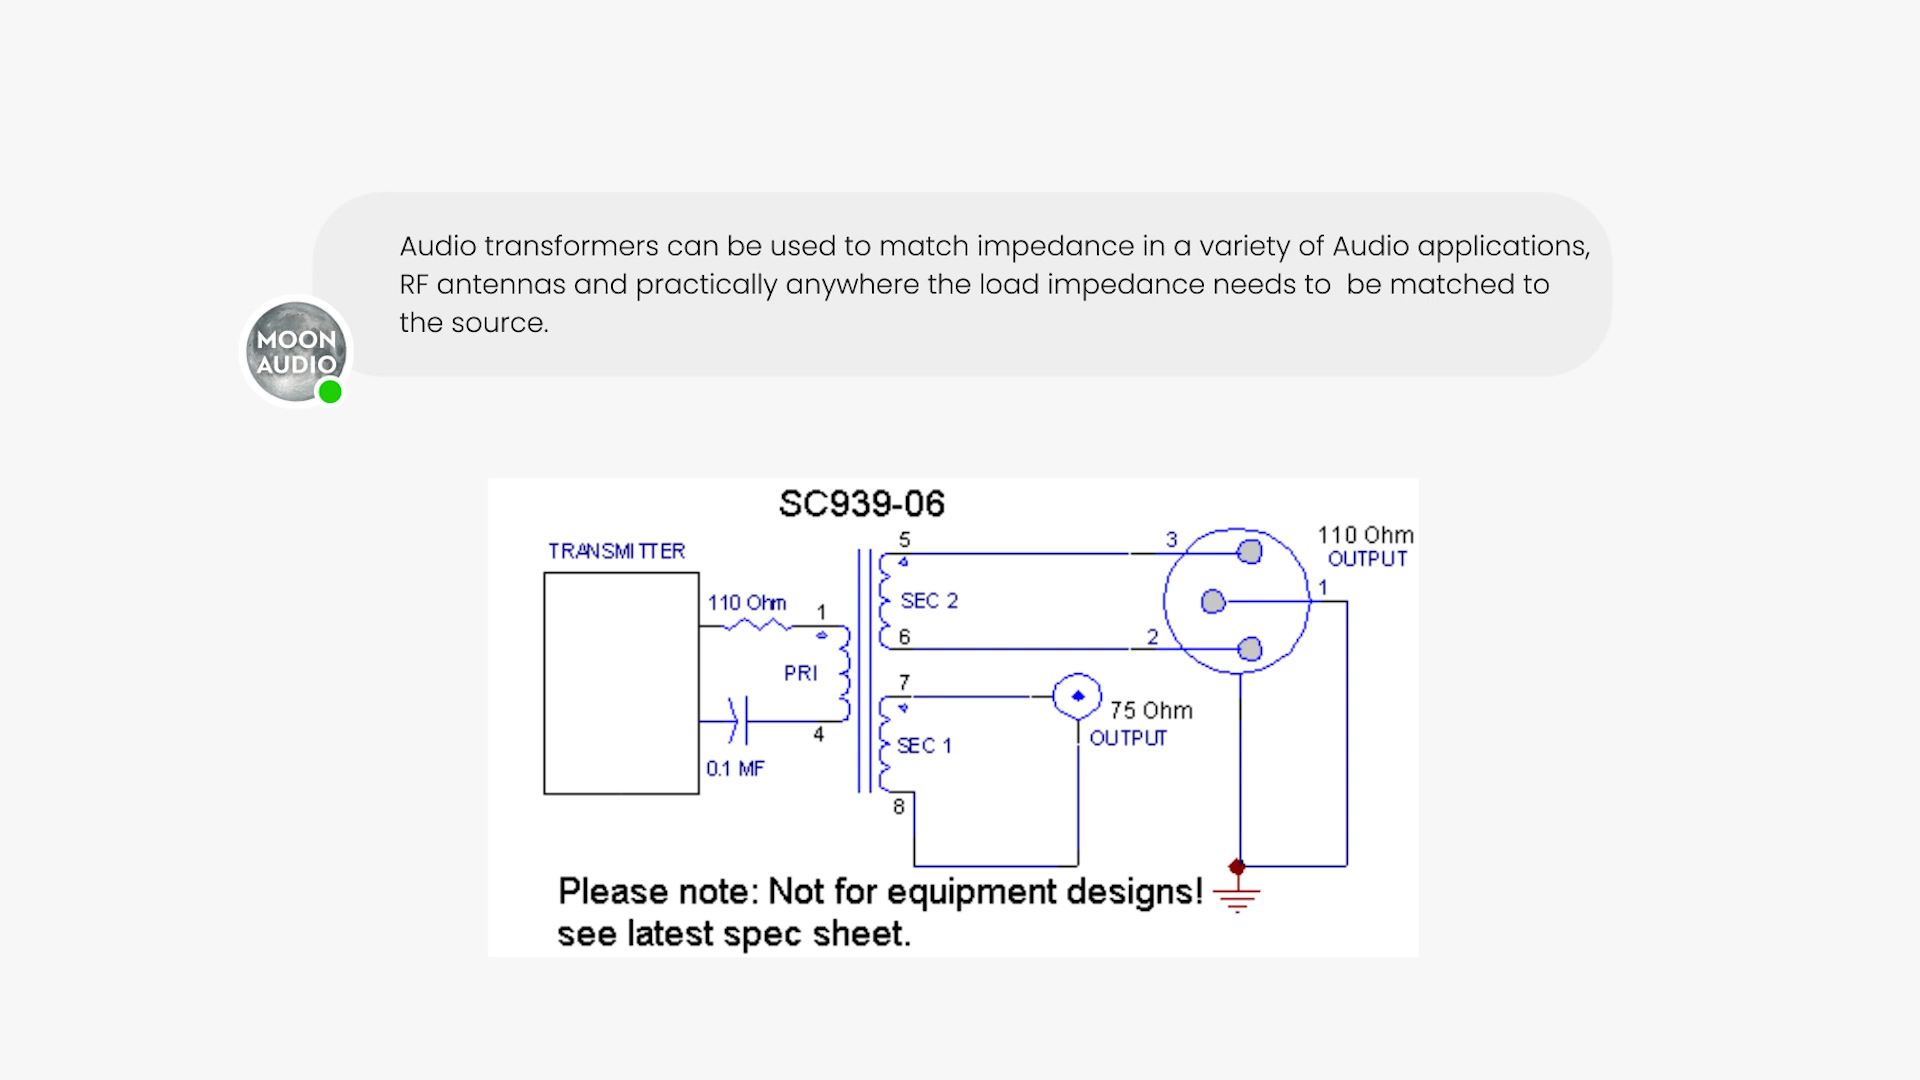 Audio transformers can be used to match impedance in a variety of Audio applications,
RF antennas and practically anywhere the load impedance needs to  be matched to
the source.
MOON
AUDIO
SC939-06
TRANSMITTER
110 Ohm
1
PRI
4
0.1 MF
5
SEC 2
6
7
SEC 1
8
3
2
110 Ohm
OUTPUT
1
75 Ohm
OUTPUT
Please note: Not for equipment designs!
see latest spec sheet.